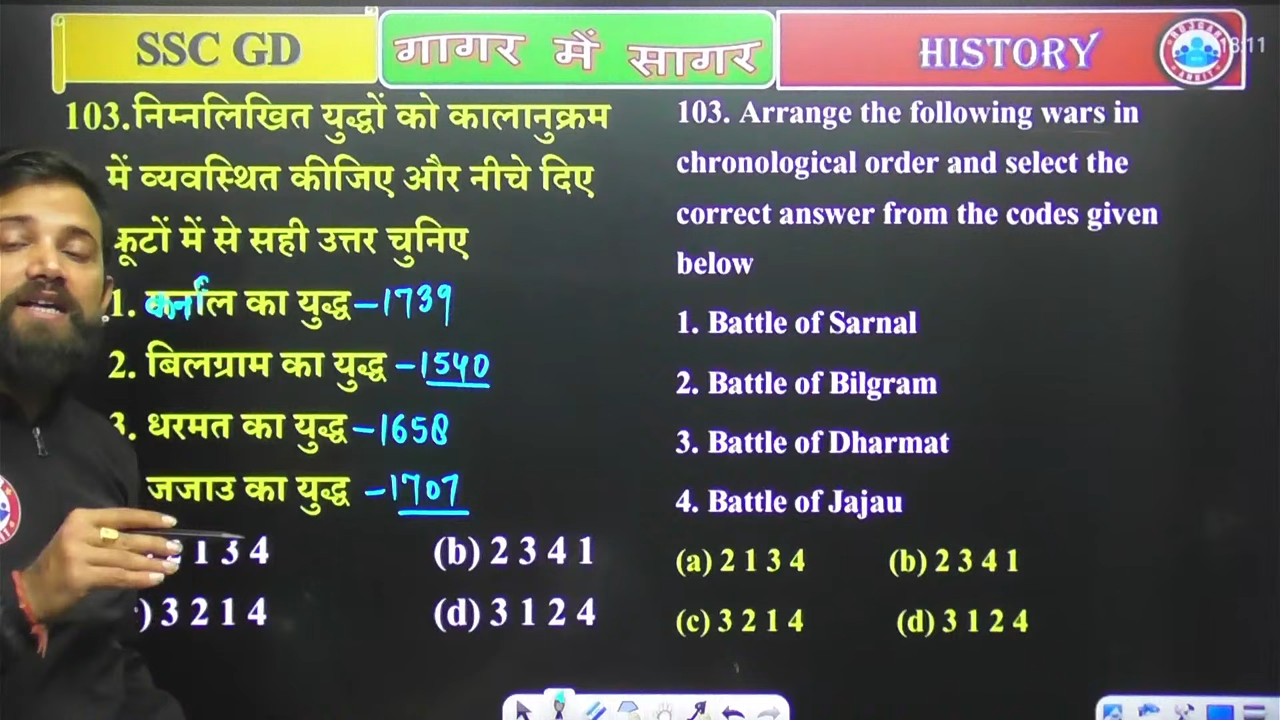 SSC GD
गागर में सागर
HISTORY
18:11
103.निम्नलिखित युद्धों को कालानुक्रम
में व्यवस्थित कीजिए और नीचे दिए
कूटों में से सही उत्तर चुनिए
1. का युद्ध –1739
2. बिलग्राम का युद्ध –1540
3. धरमत का युद्ध –1658
जजाउ का युद्ध –1707
1 3 4
(b) 2 3 4 1
) 3 2 1 4
(d) 3 1 2 4
103. Arrange the following wars in
chronological order and select the
correct answer from the codes given
below
1. Battle of Sarnal
2. Battle of Bilgram
3. Battle of Dharmat
4. Battle of Jajau
(a) 2 1 3 4
(b) 2 3 4 1
(c) 3 2 1 4
(d) 3 1 2 4